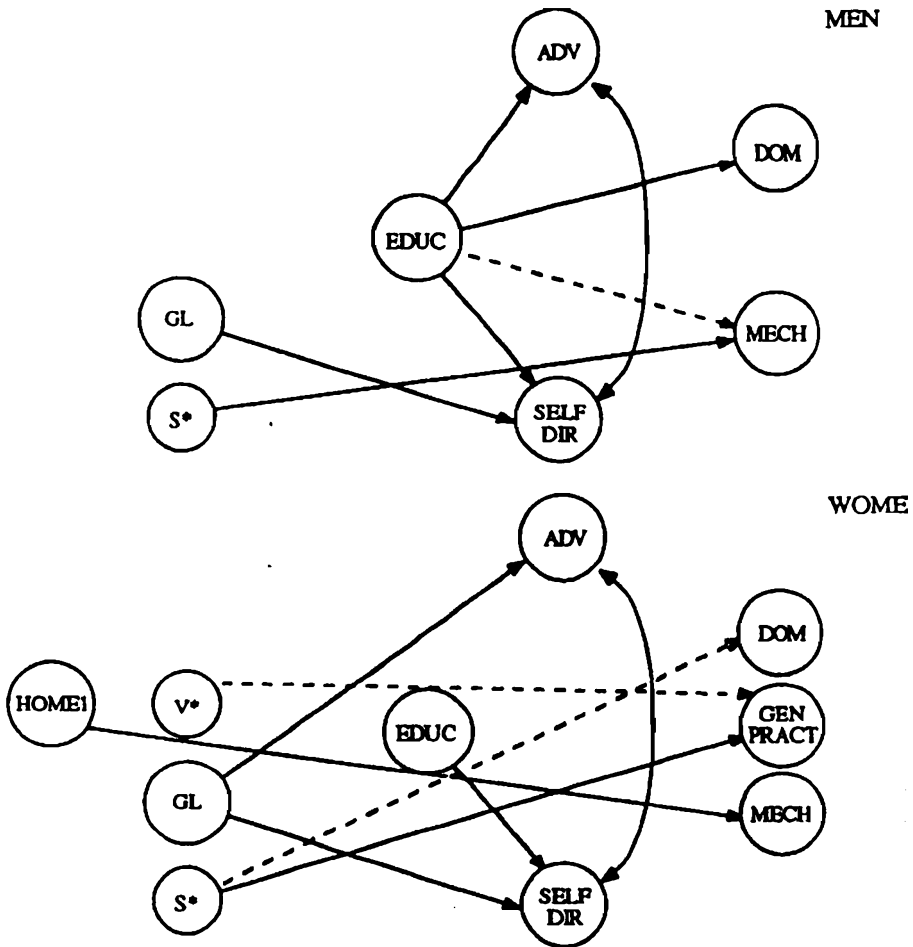 MEN
ADV
DOM
EDUC
GL
MECH
S*
SELF
DIR
WOME
ADV
DOM
HOME1
V*
EDUC
GEN
PRACT
GL
MECH
S*
SELF
DIR